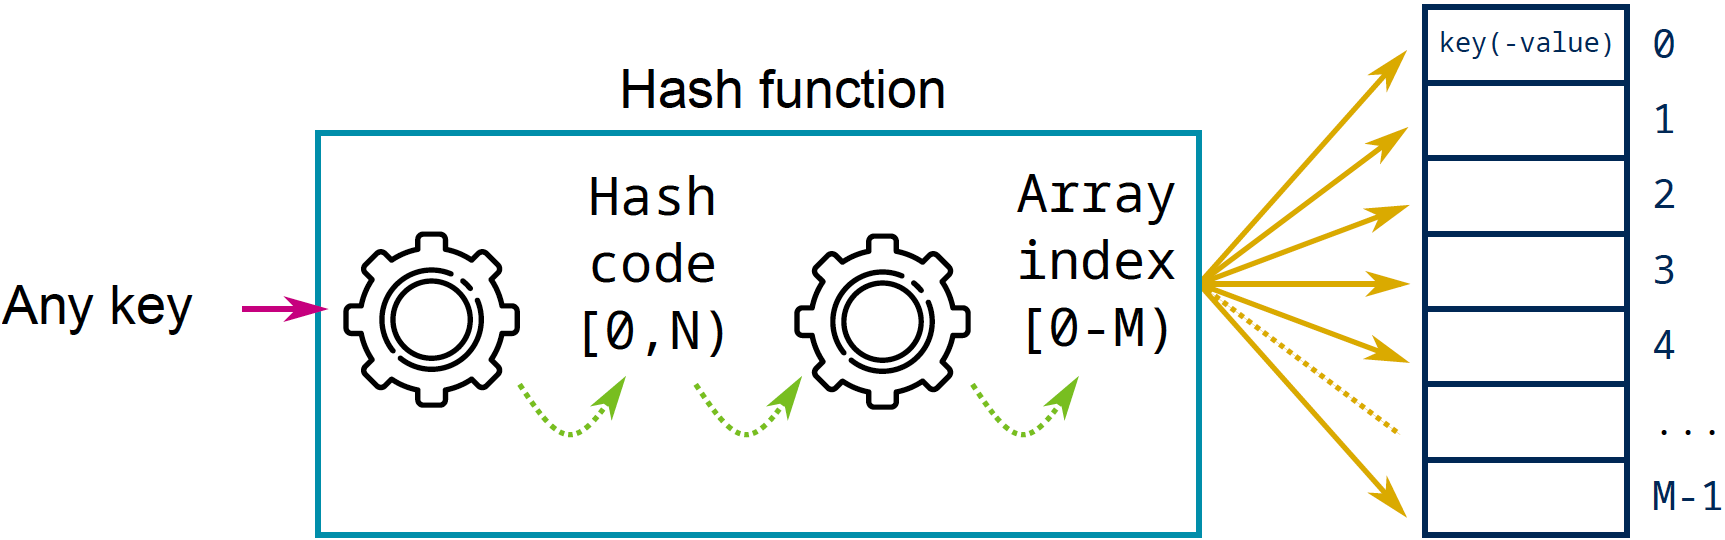 Hash function
Any key
Hash
code
[0,N)
Array
index
[0-M)
key(-value)
0
1
2
3
4
...
M-1